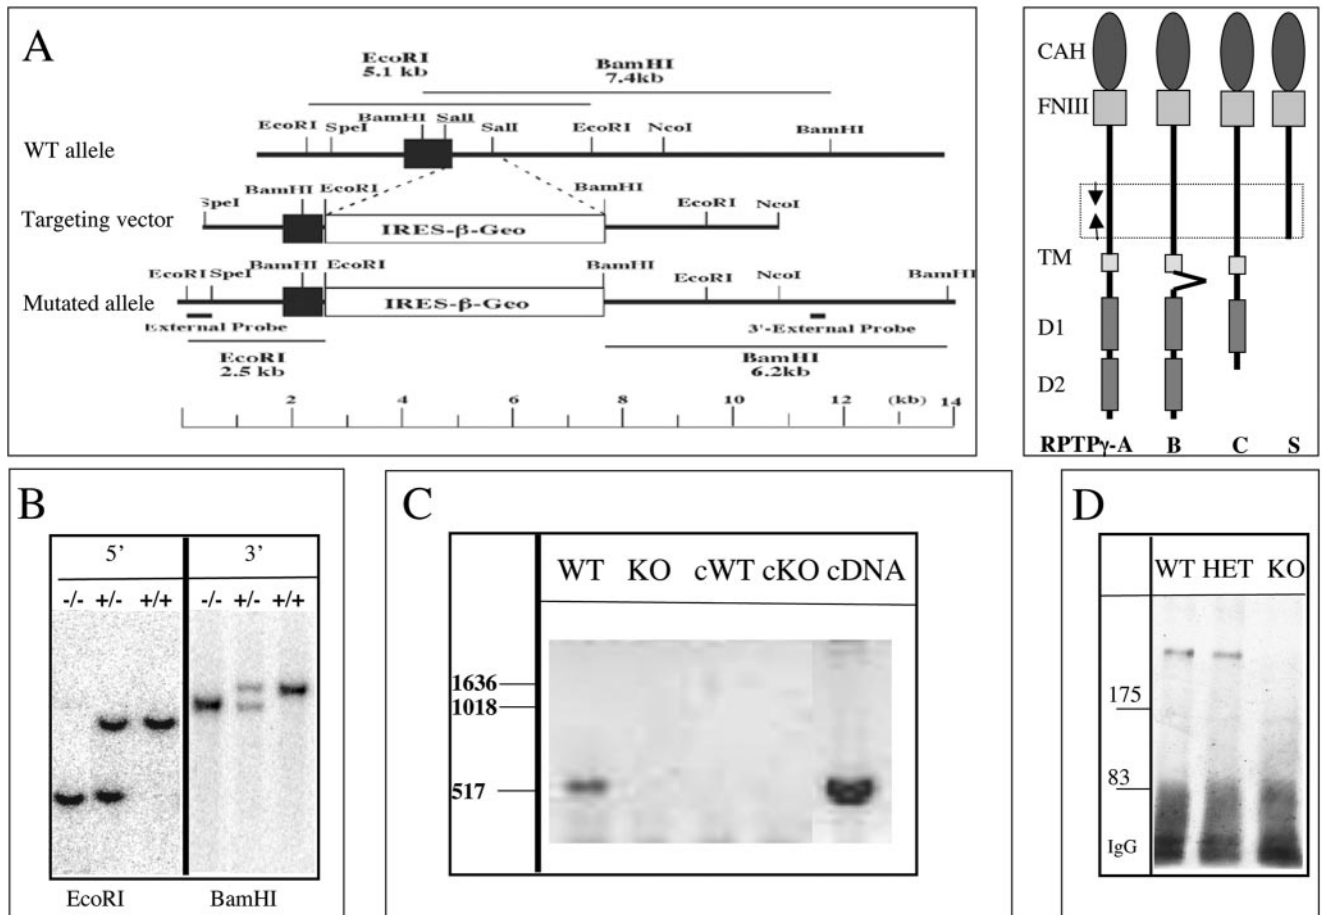 A
EcoRI
5.1 kb
BamHI
7.4kb
EcoRI SpeI BamHI SalI SalI EcoRI NcoI BamHI
WT allele
BamHI EcoRI BamHI
SpeI EcoRI NcoI
Targeting vector
IRES-β-Geo
EcoRI SpeI BamHI EcoRI BamHI EcoRI NcoI BamHI
Mutated allele
IRES-β-Geo
External Probe 3'-External Probe
EcoRI
2.5 kb
BamHI
6.2kb
2 4 6 8 10 12 (kb) 14
CAH
FNIII
TM
D1
D2
RPTPγ-A B C S
B
5’ 3’
-/- +/- +/+ -/- +/- +/+
EcoRI BamHI
C
WT KO cWT cKO cDNA
1636
1018
517
D
WT HET KO
175
83
IgG